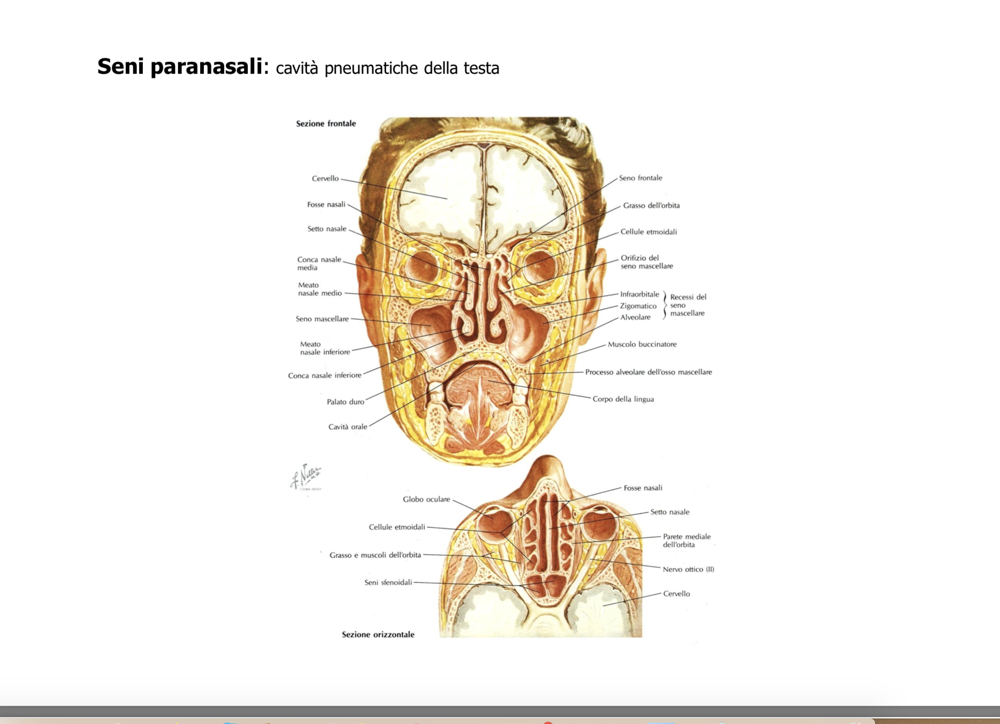 Seni paranasali: cavità pneumatiche della testa
Sezione frontale
Cervello
Fosse nasali
Setto nasale
Conca nasale
media
Meato
nasale medio
Seno mascellare
Meato
nasale inferiore
Conca nasale inferiore
Palato duro
Cavità orale
Seno frontale
Grasso dell'orbita
Cellule etmoidali
Orifizio del
seno mascellare
Infraorbitale
Zigomatico
Alveolare
Recessi del
seno
mascellare
Muscolo buccinatore
Processo alveolare dell'osso mascellare
Corpo della lingua
F. Netter
M.D.
©CIBA-GEIGY
Globo oculare
Cellule etmoidali
Grasso e muscoli dell'orbita
Seni sfenoidali
Fosse nasali
Setto nasale
Parete mediale
dell'orbita
Nervo ottico (II)
Cervello
Sezione orizzontale